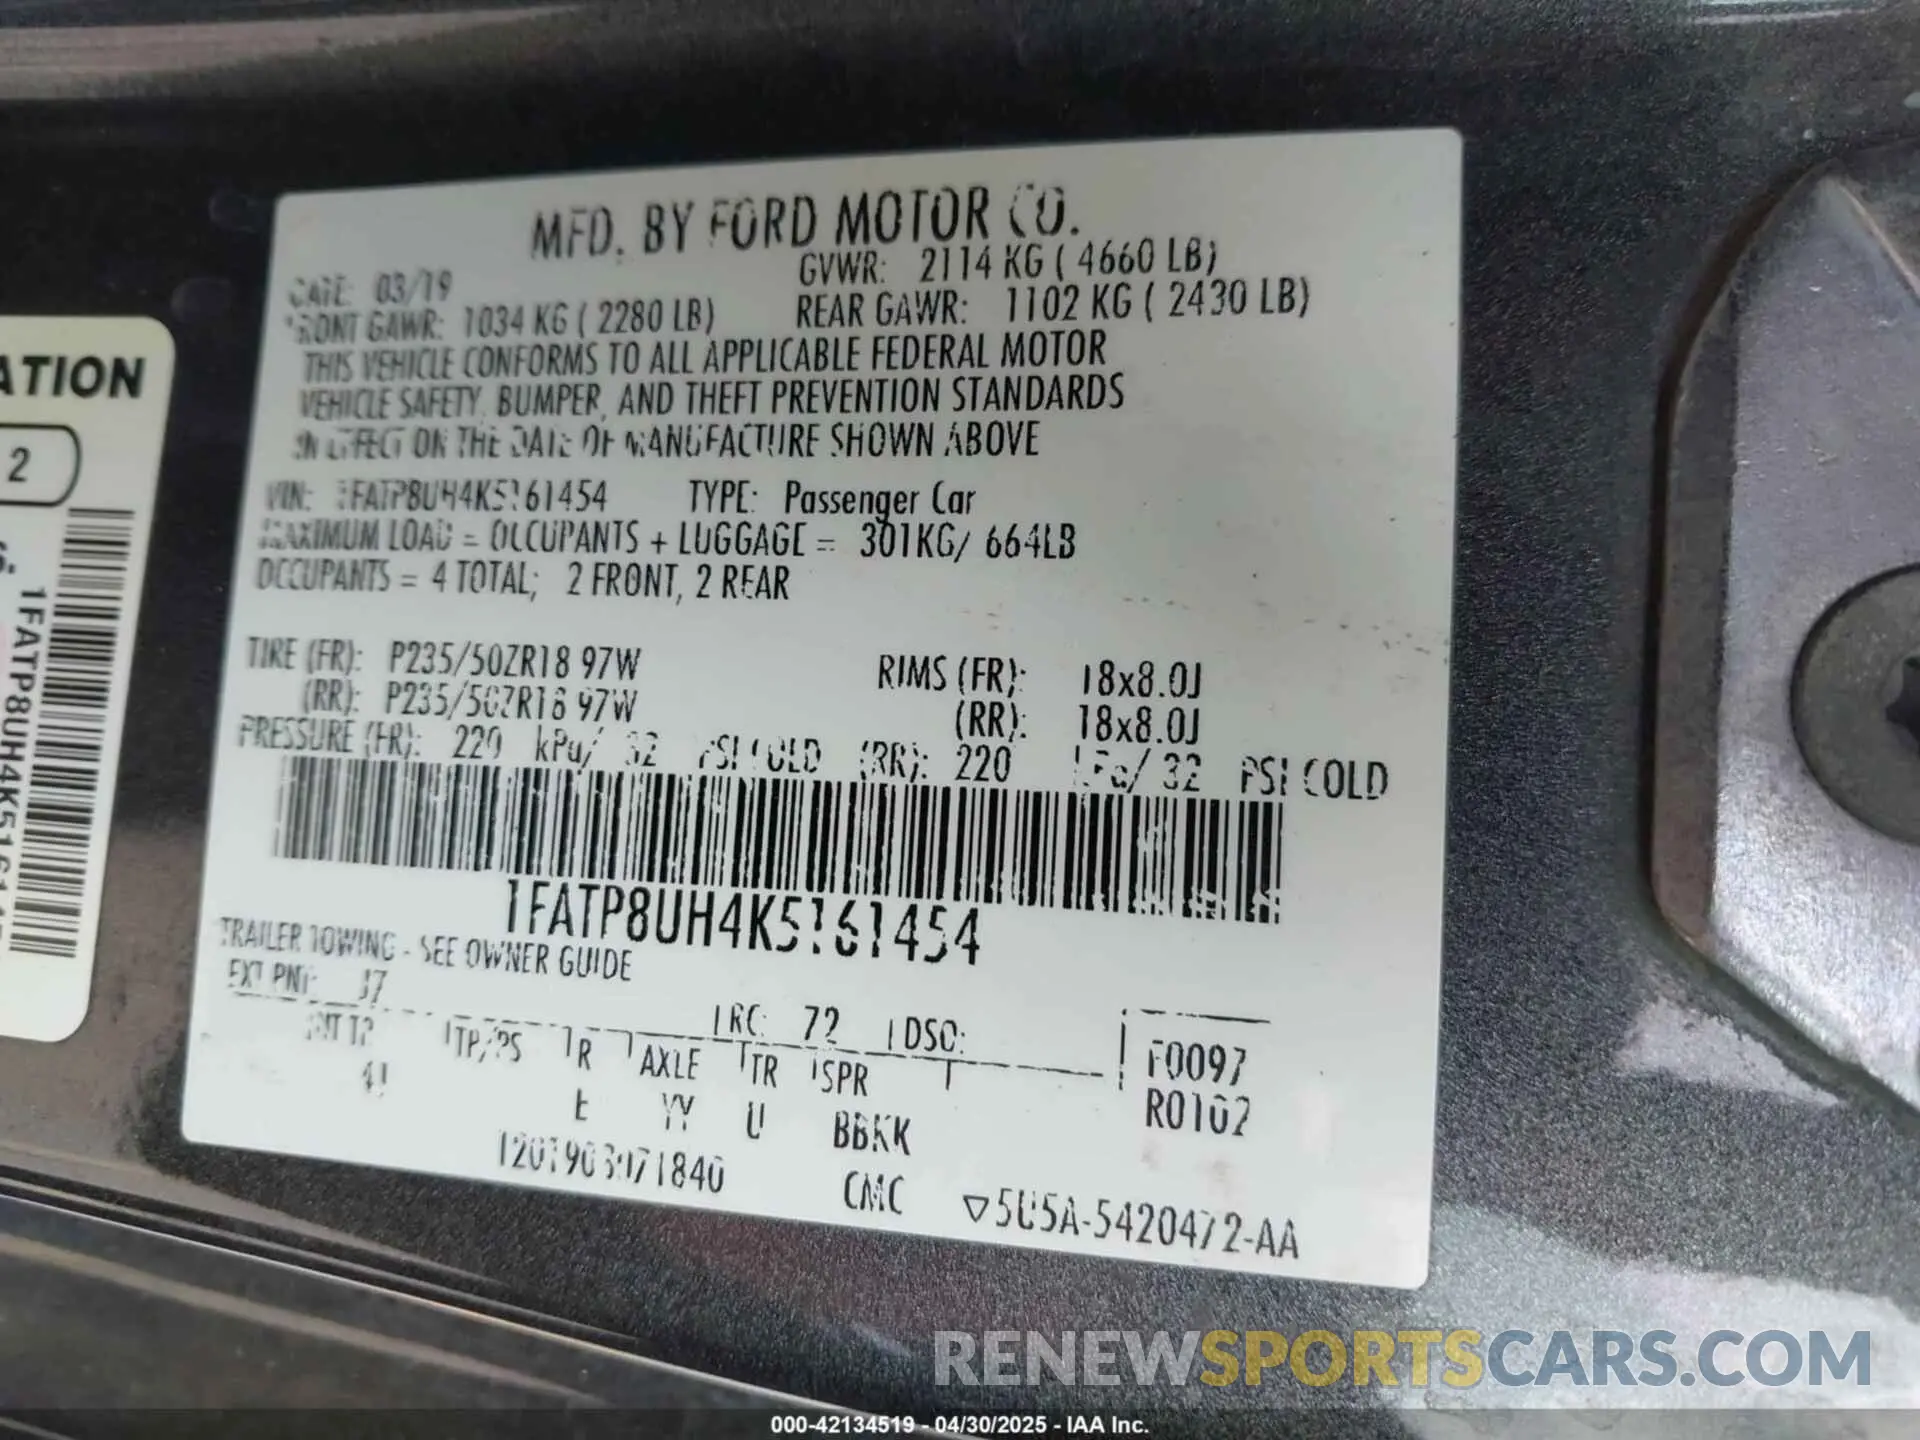 MFD. BY FORD MOTOR CO.
DATE: 03/19 GVWR: 2114 KG ( 4660 LB)
FRONT GAWR: 1034 KG ( 2280 LB) REAR GAWR: 1102 KG ( 2430 LB)
THIS VEHICLE CONFORMS TO ALL APPLICABLE FEDERAL MOTOR
VEHICLE SAFETY, BUMPER, AND THEFT PREVENTION STANDARDS
IN EFFECT ON THE DATE OF MANUFACTURE SHOWN ABOVE
VIN: 1FATP8UH4K5161454 TYPE: Passenger Car
MAXIMUM LOAD = OCCUPANTS + LUGGAGE = 301KG/ 664LB
OCCUPANTS = 4 TOTAL; 2 FRONT, 2 REAR
TIRE (FR): P235/50ZR18 97W RIMS (FR): 18x8.0J
(RR): P235/50ZR18 97W (RR): 18x8.0J
PRESSURE (FR): 220 kPa/ 32 PSI COLD (RR): 220 kPa/ 32 PSI COLD
1FATP8UH4K5161454
TRAILER TOWING - SEE OWNER GUIDE
EXT PNT: J7 RC: 72 DSO:
INT TR TP/PS R AXLE TR SPR F0097
4J E YY U BBKK R0102
1201903071840 CMC ▽5U5A-5420472-AA
ATION
2
1FATP8UH4K5161
RENEWSPORTSCARS.COM
000-42134519 - 04/30/2025 - IAA Inc.